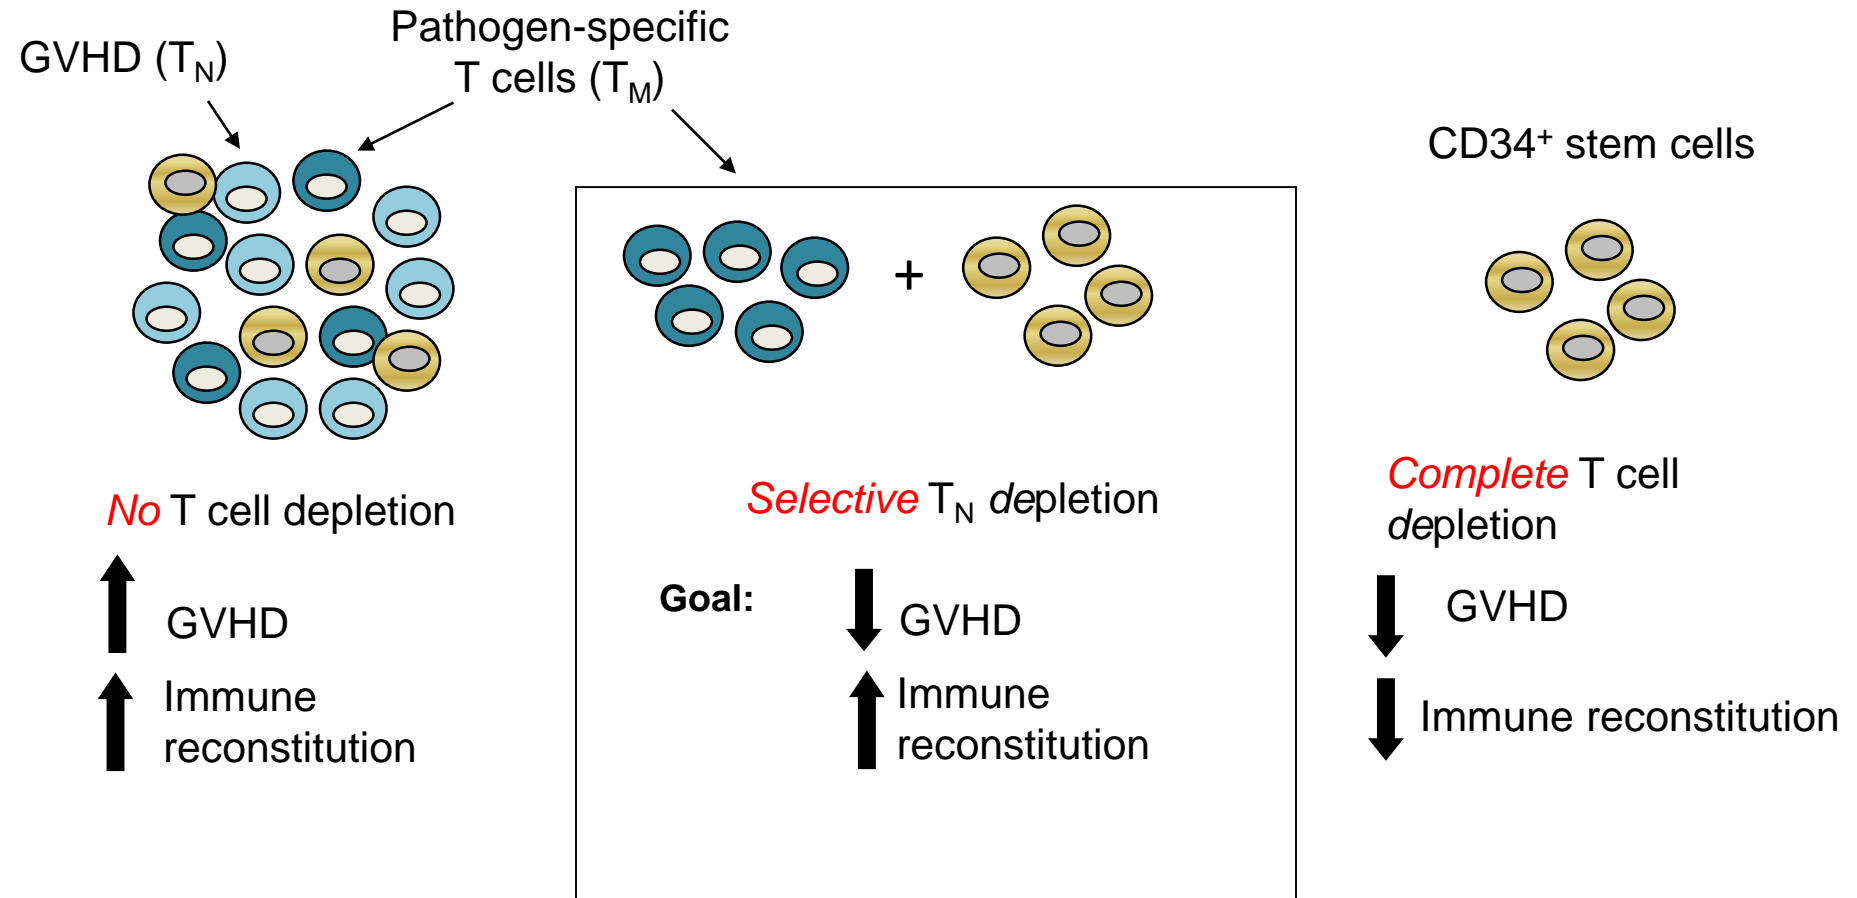 GVHD (TN)
Pathogen-specific
T cells (TM)
CD34+ stem cells
+
No T cell depletion
GVHD
Immune
reconstitution
Selective TN depletion
Goal:
GVHD
Immune
reconstitution
Complete T cell
depletion
GVHD
Immune reconstitution